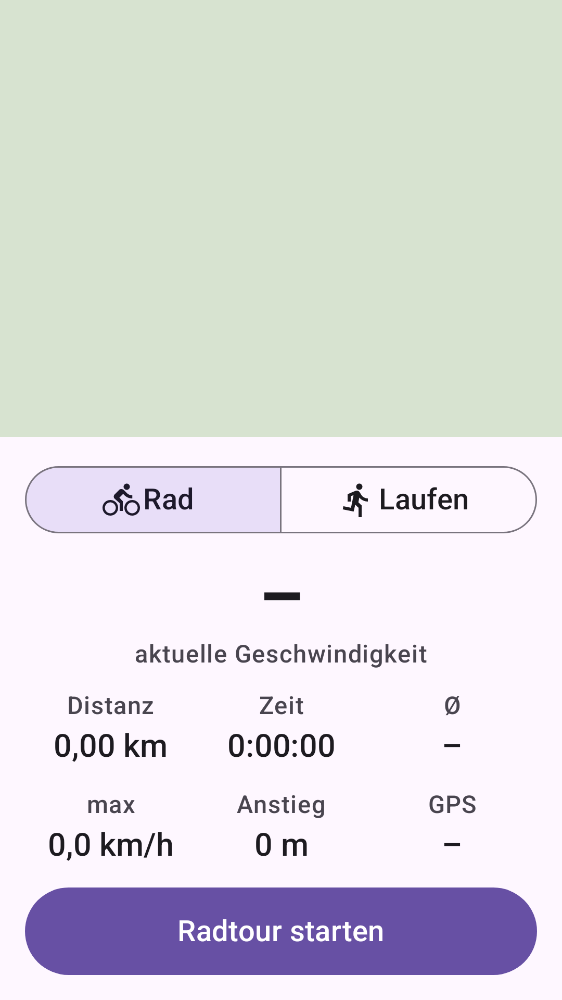 Rad
Laufen
–
aktuelle Geschwindigkeit
Distanz Zeit Ø
0,00 km 0:00:00 –
max Anstieg GPS
0,0 km/h 0 m –
Radtour starten